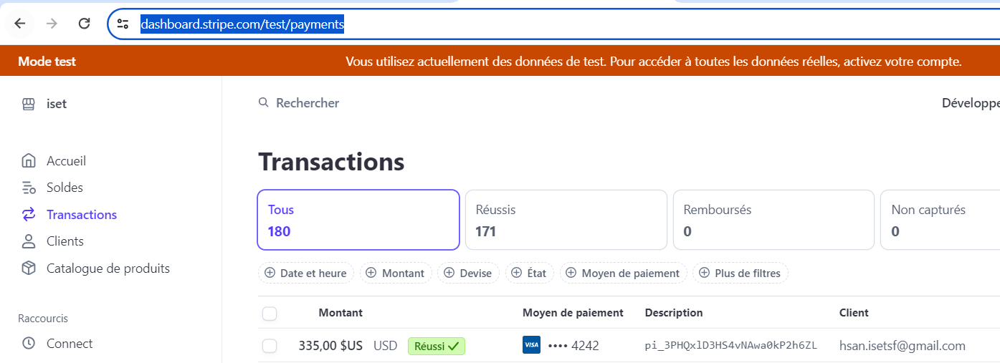 dashboard.stripe.com/test/payments
Mode test
Vous utilisez actuellement des données de test. Pour accéder à toutes les données réelles, activez votre compte.
iset
Rechercher
Développe
Accueil
Soldes
Transactions
Clients
Catalogue de produits
Raccourcis
Connect
Transactions
Tous
180
Réussis
171
Remboursés
0
Non capturés
0
Date et heure
Montant
Devise
État
Moyen de paiement
Plus de filtres
Montant Moyen de paiement Description Client
335,00 $US USD Réussi VISA •••• 4242 pi_3PHQxlD3HS4vNAwa0kP2h6ZL hsan.isetsf@gmail.com